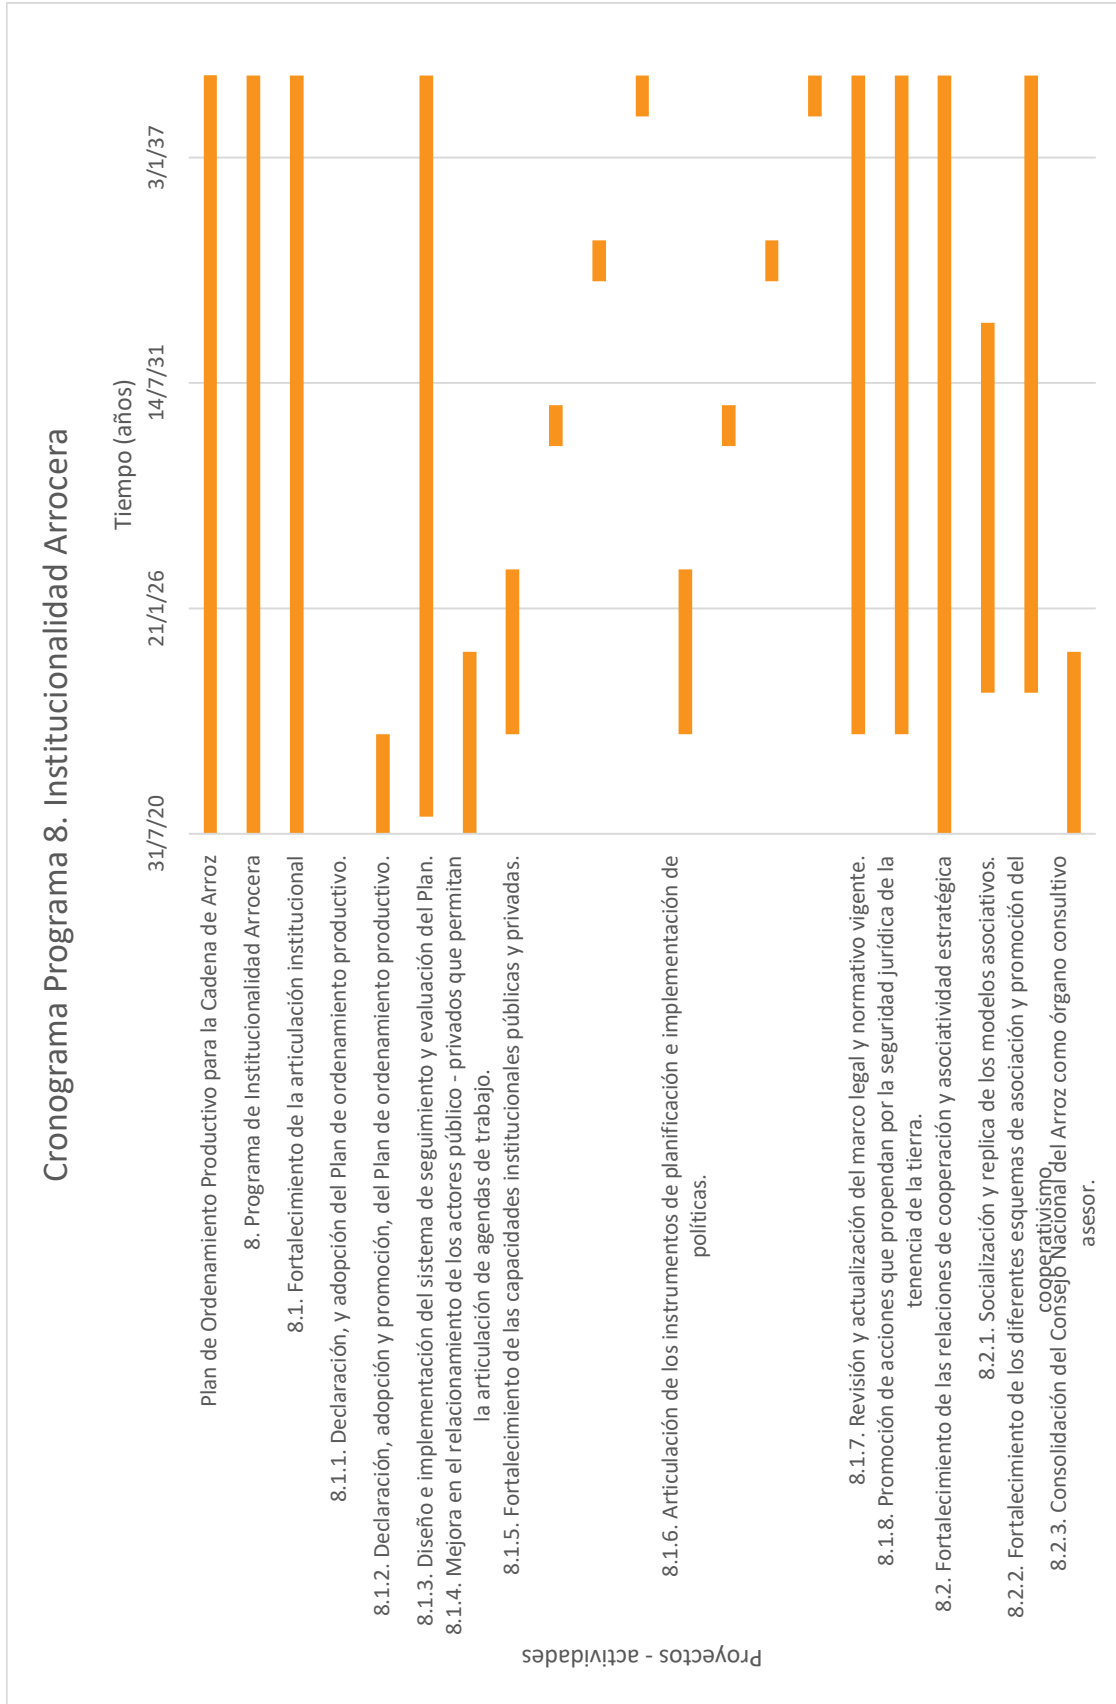 Cronograma Programa 8. Institucionalidad Arrocera
Tiempo (años)
31/7/20
21/1/26
14/7/31
3/1/37
Proyectos - actividades
Plan de Ordenamiento Productivo para la Cadena de Arroz
8. Programa de Institucionalidad Arrocera
8.1. Fortalecimiento de la articulación institucional
8.1.1. Declaración, y adopción del Plan de ordenamiento productivo.
8.1.2. Declaración, adopción y promoción, del Plan de ordenamiento productivo.
8.1.3. Diseño e implementación del sistema de seguimiento y evaluación del Plan.
8.1.4. Mejora en el relacionamiento de los actores público - privados que permitan
la articulación de agendas de trabajo.
8.1.5. Fortalecimiento de las capacidades institucionales públicas y privadas.
8.1.6. Articulación de los instrumentos de planificación e implementación de
políticas.
8.1.7. Revisión y actualización del marco legal y normativo vigente.
8.1.8. Promoción de acciones que propendan por la seguridad jurídica de la
tenencia de la tierra.
8.2. Fortalecimiento de las relaciones de cooperación y asociatividad estratégica
8.2.1. Socialización y replica de los modelos asociativos.
8.2.2. Fortalecimiento de los diferentes esquemas de asociación y promoción del
cooperativismo
8.2.3. Consolidación del Consejo Nacional del Arroz como órgano consultivo
asesor.